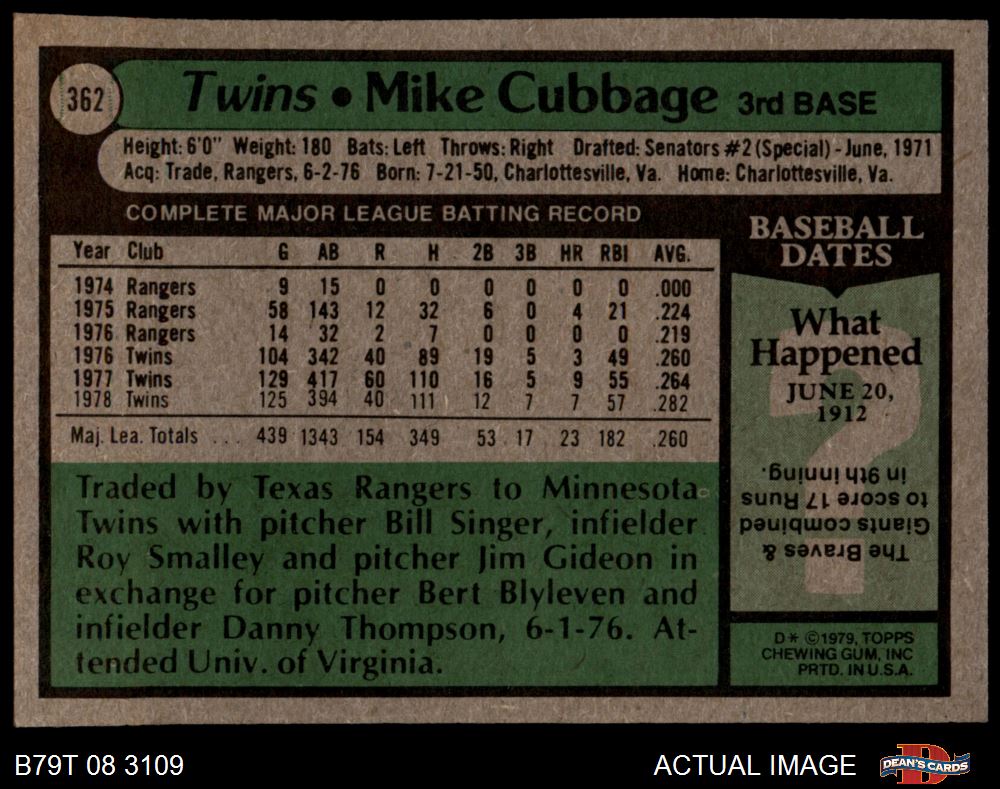 362
Twins • Mike Cubbage 3rd BASE
Height: 6'0" Weight: 180 Bats: Left Throws: Right Drafted: Senators #2 (Special) - June, 1971
Acq: Trade, Rangers, 6-2-76 Born: 7-21-50, Charlottesville, Va. Home: Charlottesville, Va.
COMPLETE MAJOR LEAGUE BATTING RECORD
Year Club G AB R H 2B 3B HR RBI AVG.
1974 Rangers 9 15 0 0 0 0 0 0 .000
1975 Rangers 58 143 12 32 6 0 4 21 .224
1976 Rangers 14 32 2 7 0 0 0 0 .219
1976 Twins 104 342 40 89 19 5 3 49 .260
1977 Twins 129 417 60 110 16 5 9 55 .264
1978 Twins 125 394 40 111 12 7 7 57 .282
Maj. Lea. Totals ... 439 1343 154 349 53 17 23 182 .260
Traded by Texas Rangers to Minnesota
Twins with pitcher Bill Singer, infielder
Roy Smalley and pitcher Jim Gideon in
exchange for pitcher Bert Blyleven and
infielder Danny Thompson, 6-1-76. At-
tended Univ. of Virginia.
BASEBALL
DATES
What
Happened
JUNE 20,
1912
?
The Braves &
Giants combined
to score 17 Runs
in 9th inning.
D* ©1979, TOPPS
CHEWING GUM, INC
PRTD. IN U.S.A.
B79T 08 3109
ACTUAL IMAGE
D
DEAN'S CARDS